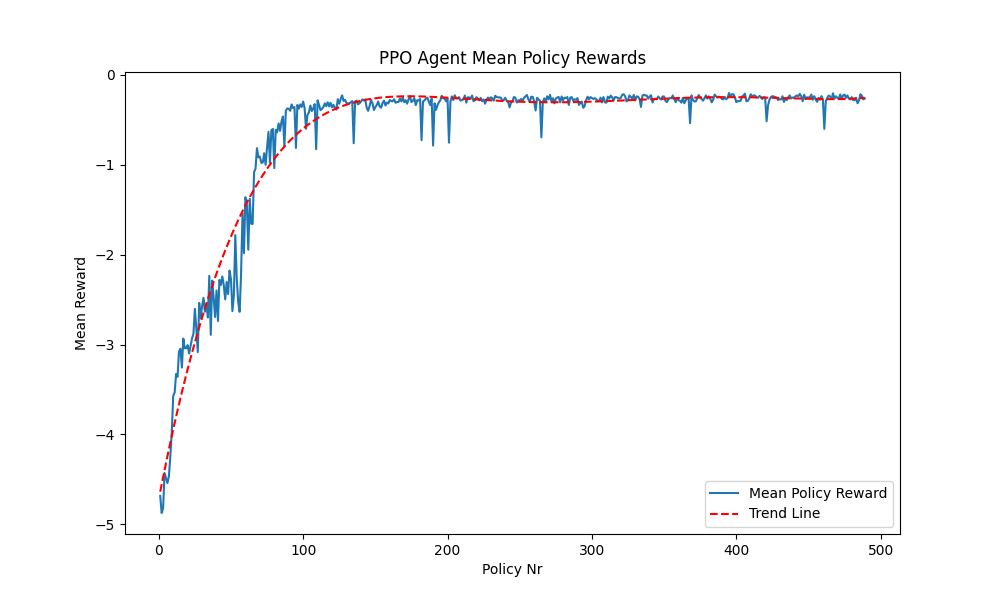 PPO Agent Mean Policy Rewards
0
−1
−2
−3
−4
−5
Mean Reward
0
100
200
300
400
500
Policy Nr
Mean Policy Reward
Trend Line